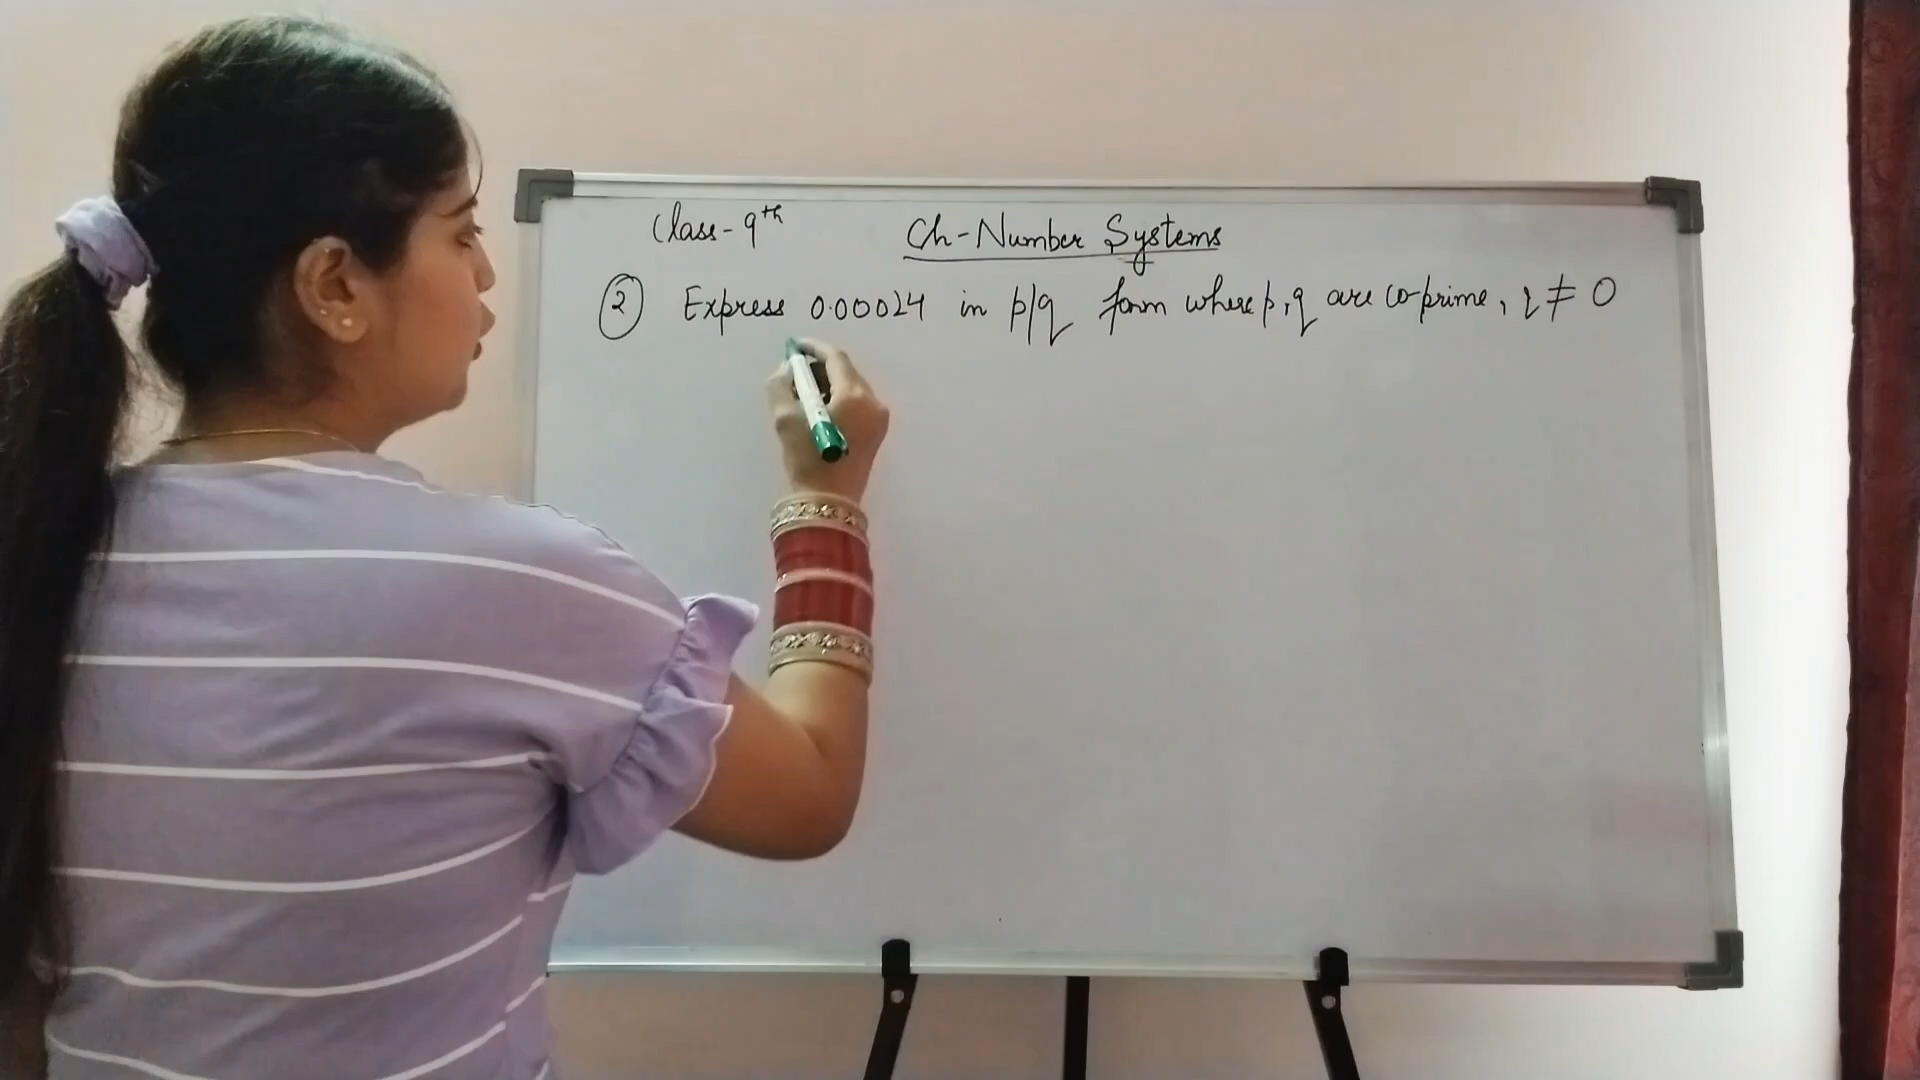 Class-9th
Ch-Number Systems
② Express 0.00024 in p/q form where p,q are co-prime, q ≠ 0